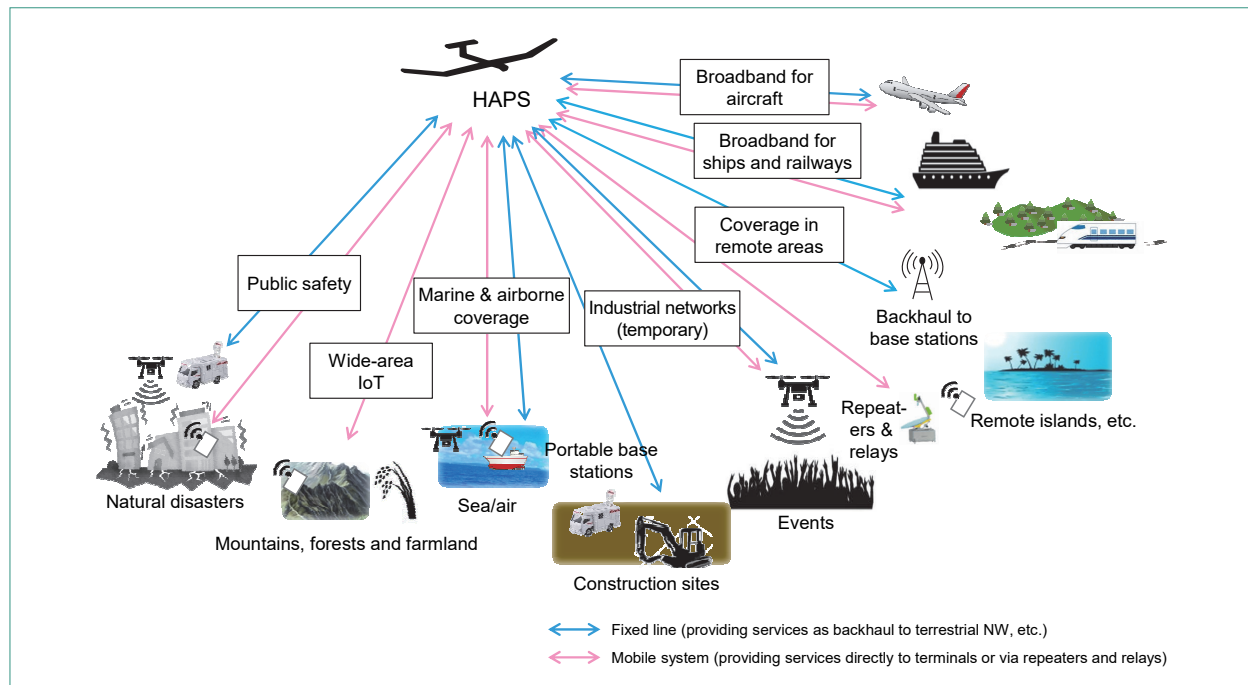 HAPS
Broadband for
aircraft
Broadband for
ships and railways
Coverage in
remote areas
Backhaul to
base stations
Public safety
Wide-area
IoT
Marine & airborne
coverage
Industrial networks
(temporary)
Repeat-
ers &
relays
Remote islands, etc.
Natural disasters
Mountains, forests and farmland
Sea/air
Portable base
stations
Construction sites
Events
Fixed line (providing services as backhaul to terrestrial NW, etc.)
Mobile system (providing services directly to terminals or via repeaters and relays)